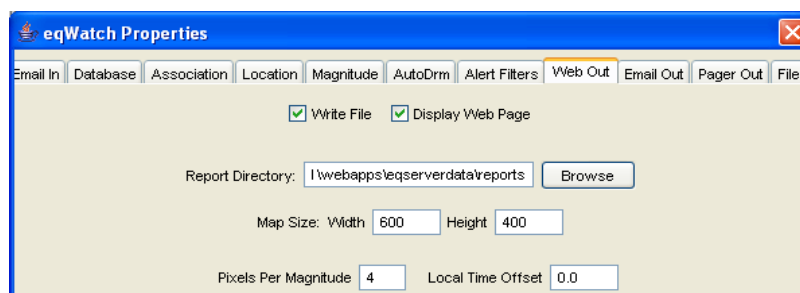 eqWatch Properties
Email In Database Association Location Magnitude AutoDrm Alert Filters Web Out Email Out Pager Out File
Write File Display Web Page
Report Directory: l\webapps\eqserverdata\reports Browse
Map Size: Width 600 Height 400
Pixels Per Magnitude 4 Local Time Offset 0.0